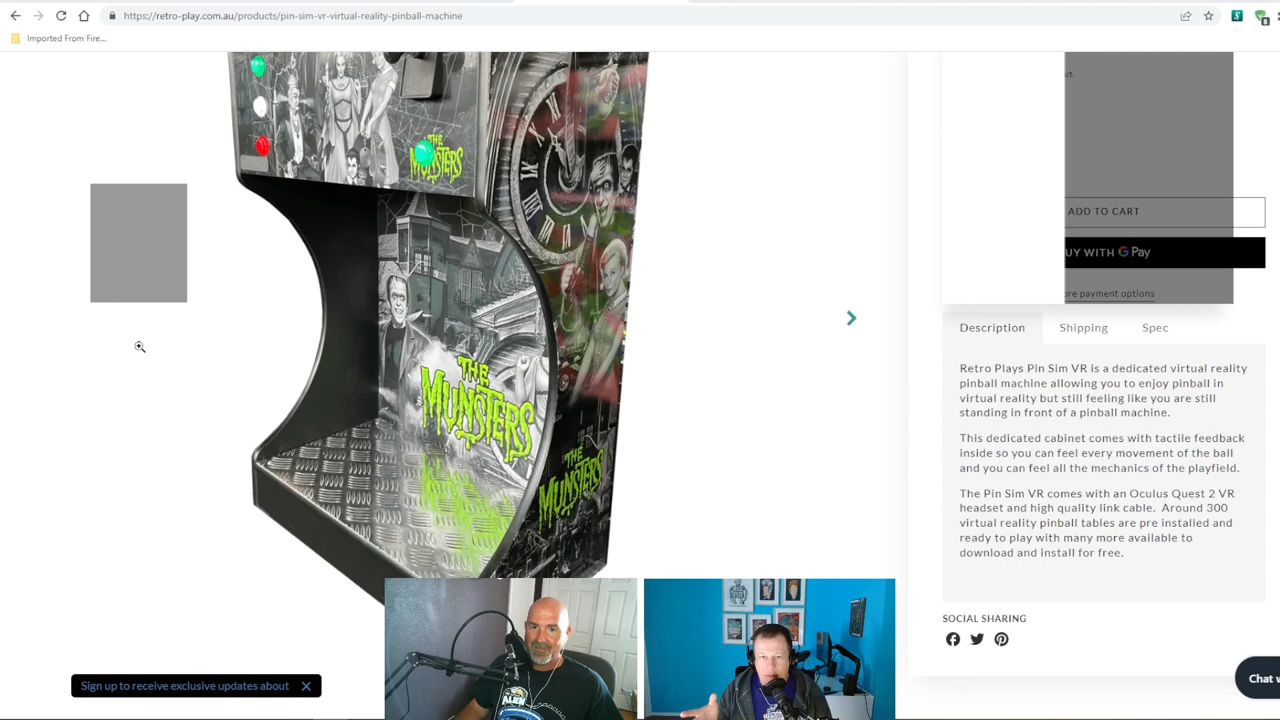 https://retro-play.com.au/products/pin-sim-vr-virtual-reality-pinball-machine
Imported From Fire...
8
THE
MUNSTERS
THE
MUNSTERS
THE
MUNSTERS
ut.
ADD TO CART
UY WITH G Pay
ore payment options
Description
Shipping
Spec
Retro Plays Pin Sim VR is a dedicated virtual reality
pinball machine allowing you to enjoy pinball in
virtual reality but still feeling like you are still
standing in front of a pinball machine.
This dedicated cabinet comes with tactile feedback
inside so you can feel every movement of the ball
and you can feel all the mechanics of the playfield.
The Pin Sim VR comes with an Oculus Quest 2 VR
headset and high quality link cable. Around 300
virtual reality pinball tables are pre installed and
ready to play with many more available to
download and install for free.
SOCIAL SHARING
Chat w
Sign up to receive exclusive updates about
ALIEN